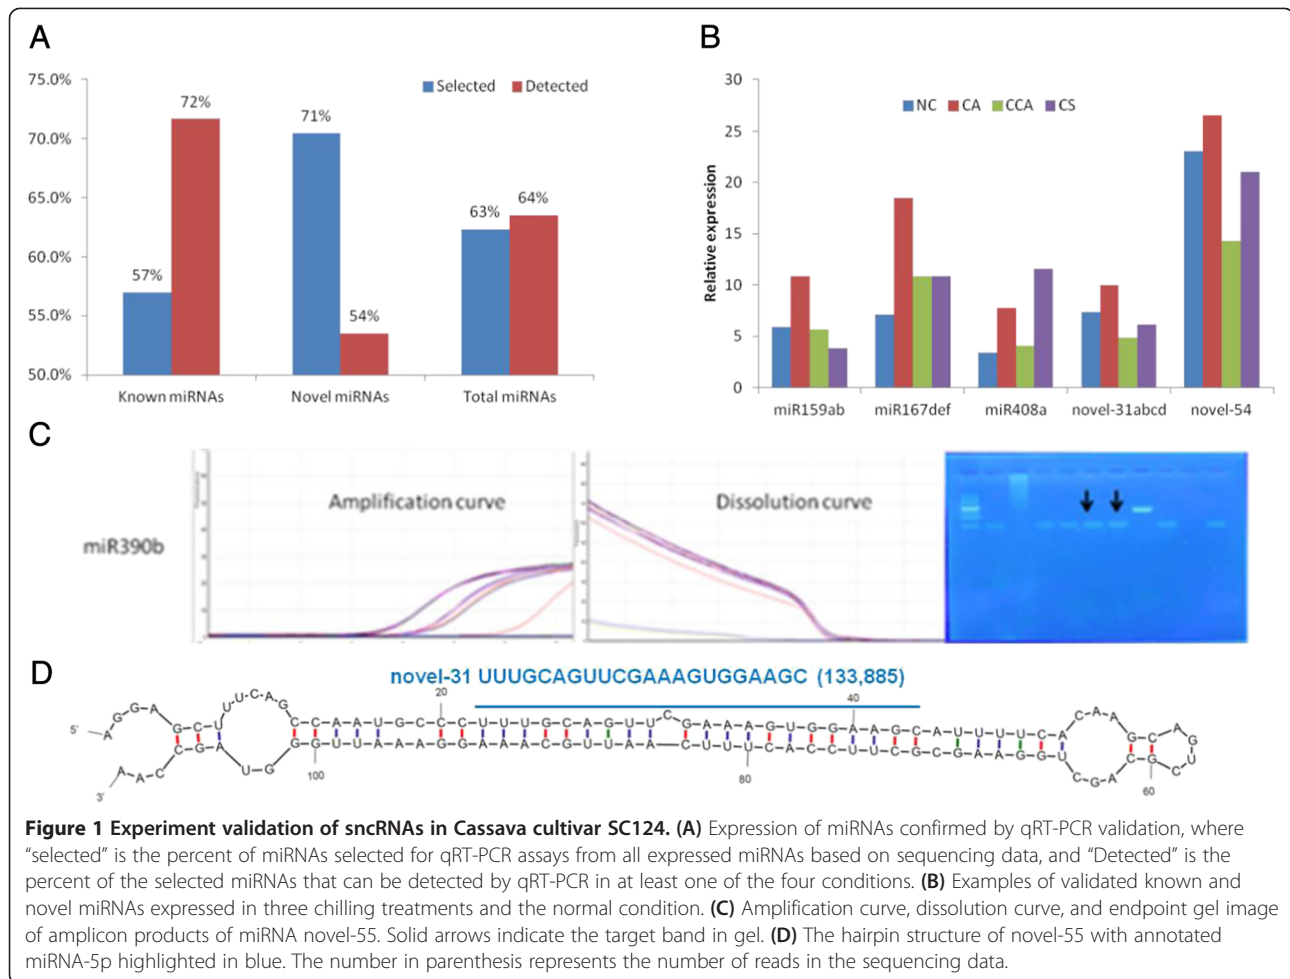 A
75.0%
70.0%
65.0%
60.0%
55.0%
50.0%
Selected Detected
57%
72%
71%
54%
63%
64%
Known miRNAs Novel miRNAs Total miRNAs
B
Relative expression
30
25
20
15
10
5
0
NC CA CCA CS
miR159ab miR167def miR408a novel-31abcd novel-54
C
miR390b
Amplification curve
Dissolution curve
D
novel-31 UUUGCAGUUCGAAAGUGGAAGC (133,885)
20
40
5'
3'
100
80
60
Figure 1 Experiment validation of sncRNAs in Cassava cultivar SC124. (A) Expression of miRNAs confirmed by qRT-PCR validation, where
"selected" is the percent of miRNAs selected for qRT-PCR assays from all expressed miRNAs based on sequencing data, and "Detected" is the
percent of the selected miRNAs that can be detected by qRT-PCR in at least one of the four conditions. (B) Examples of validated known and
novel miRNAs expressed in three chilling treatments and the normal condition. (C) Amplification curve, dissolution curve, and endpoint gel image
of amplicon products of miRNA novel-55. Solid arrows indicate the target band in gel. (D) The hairpin structure of novel-55 with annotated
miRNA-5p highlighted in blue. The number in parenthesis represents the number of reads in the sequencing data.